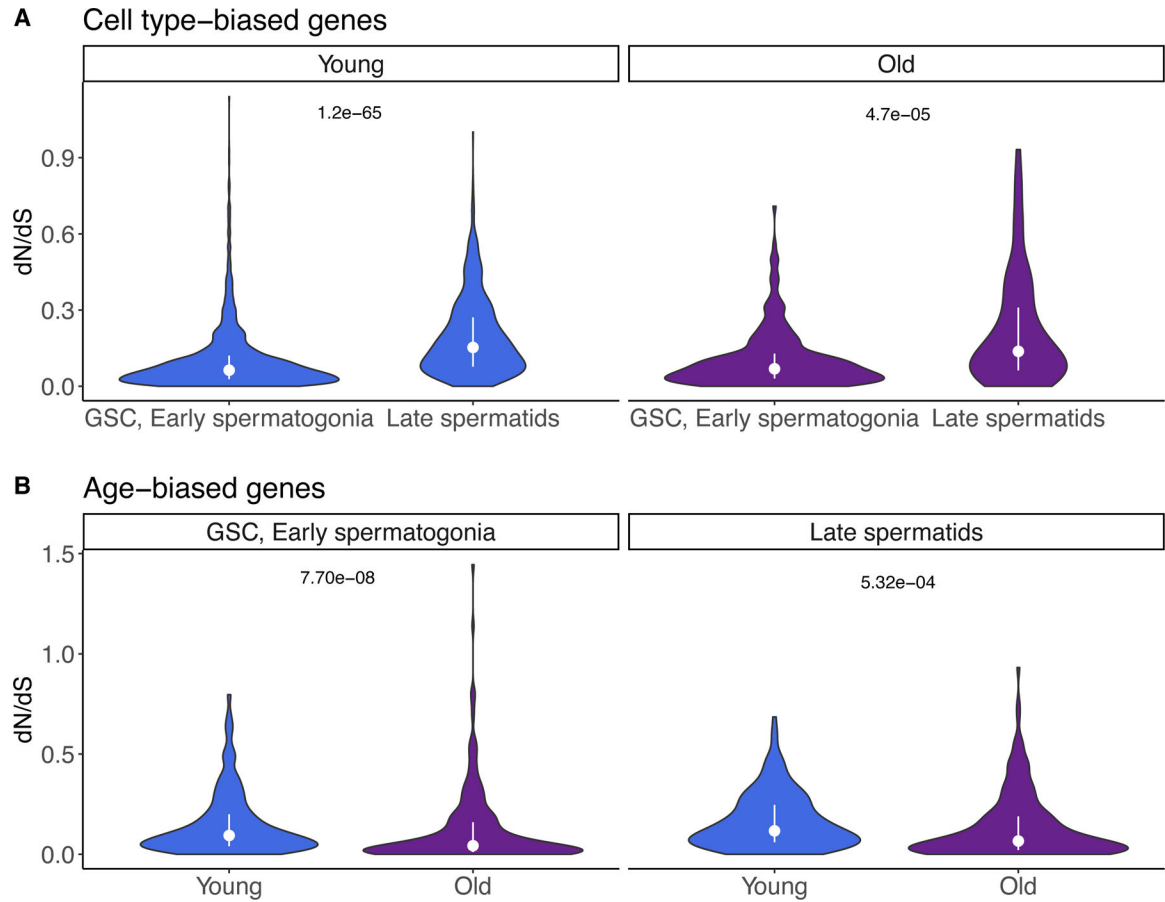 A Cell type−biased genes
Young Old
1.2e−65 4.7e−05
dN/dS
0.9
0.6
0.3
0.0
GSC, Early spermatogonia Late spermatids GSC, Early spermatogonia Late spermatids
B Age−biased genes
GSC, Early spermatogonia Late spermatids
7.70e−08 5.32e−04
dN/dS
1.5
1.0
0.5
0.0
Young Old Young Old